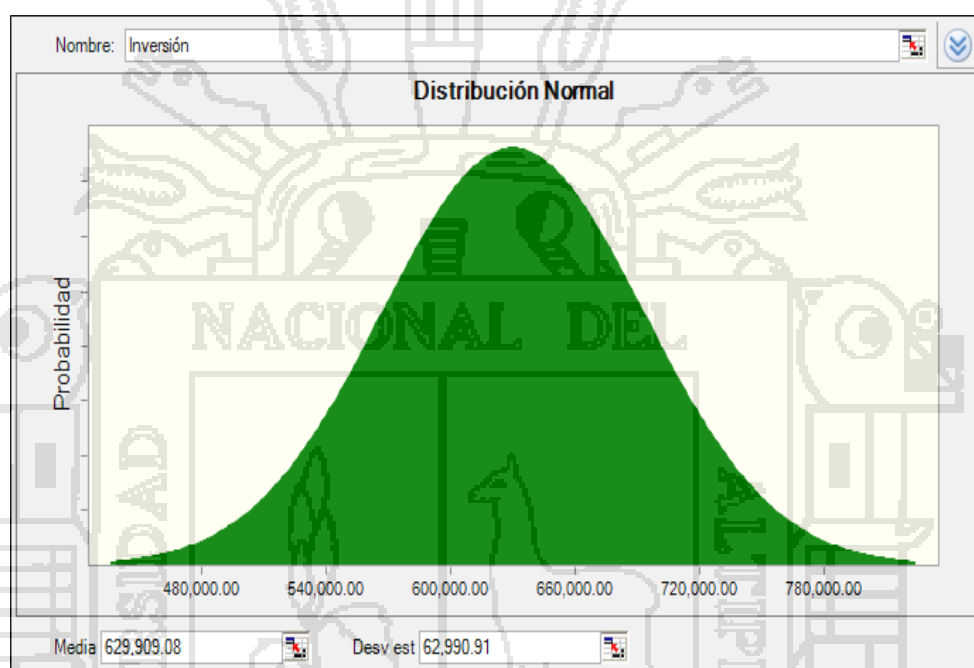 Nombre: Inversión
Distribución Normal
Probabilidad
NACIONAL DEL
480,000.00 540,000.00 600,000.00 660,000.00 720,000.00 780,000.00
Media 629,909.08 Desv est 62,990.91